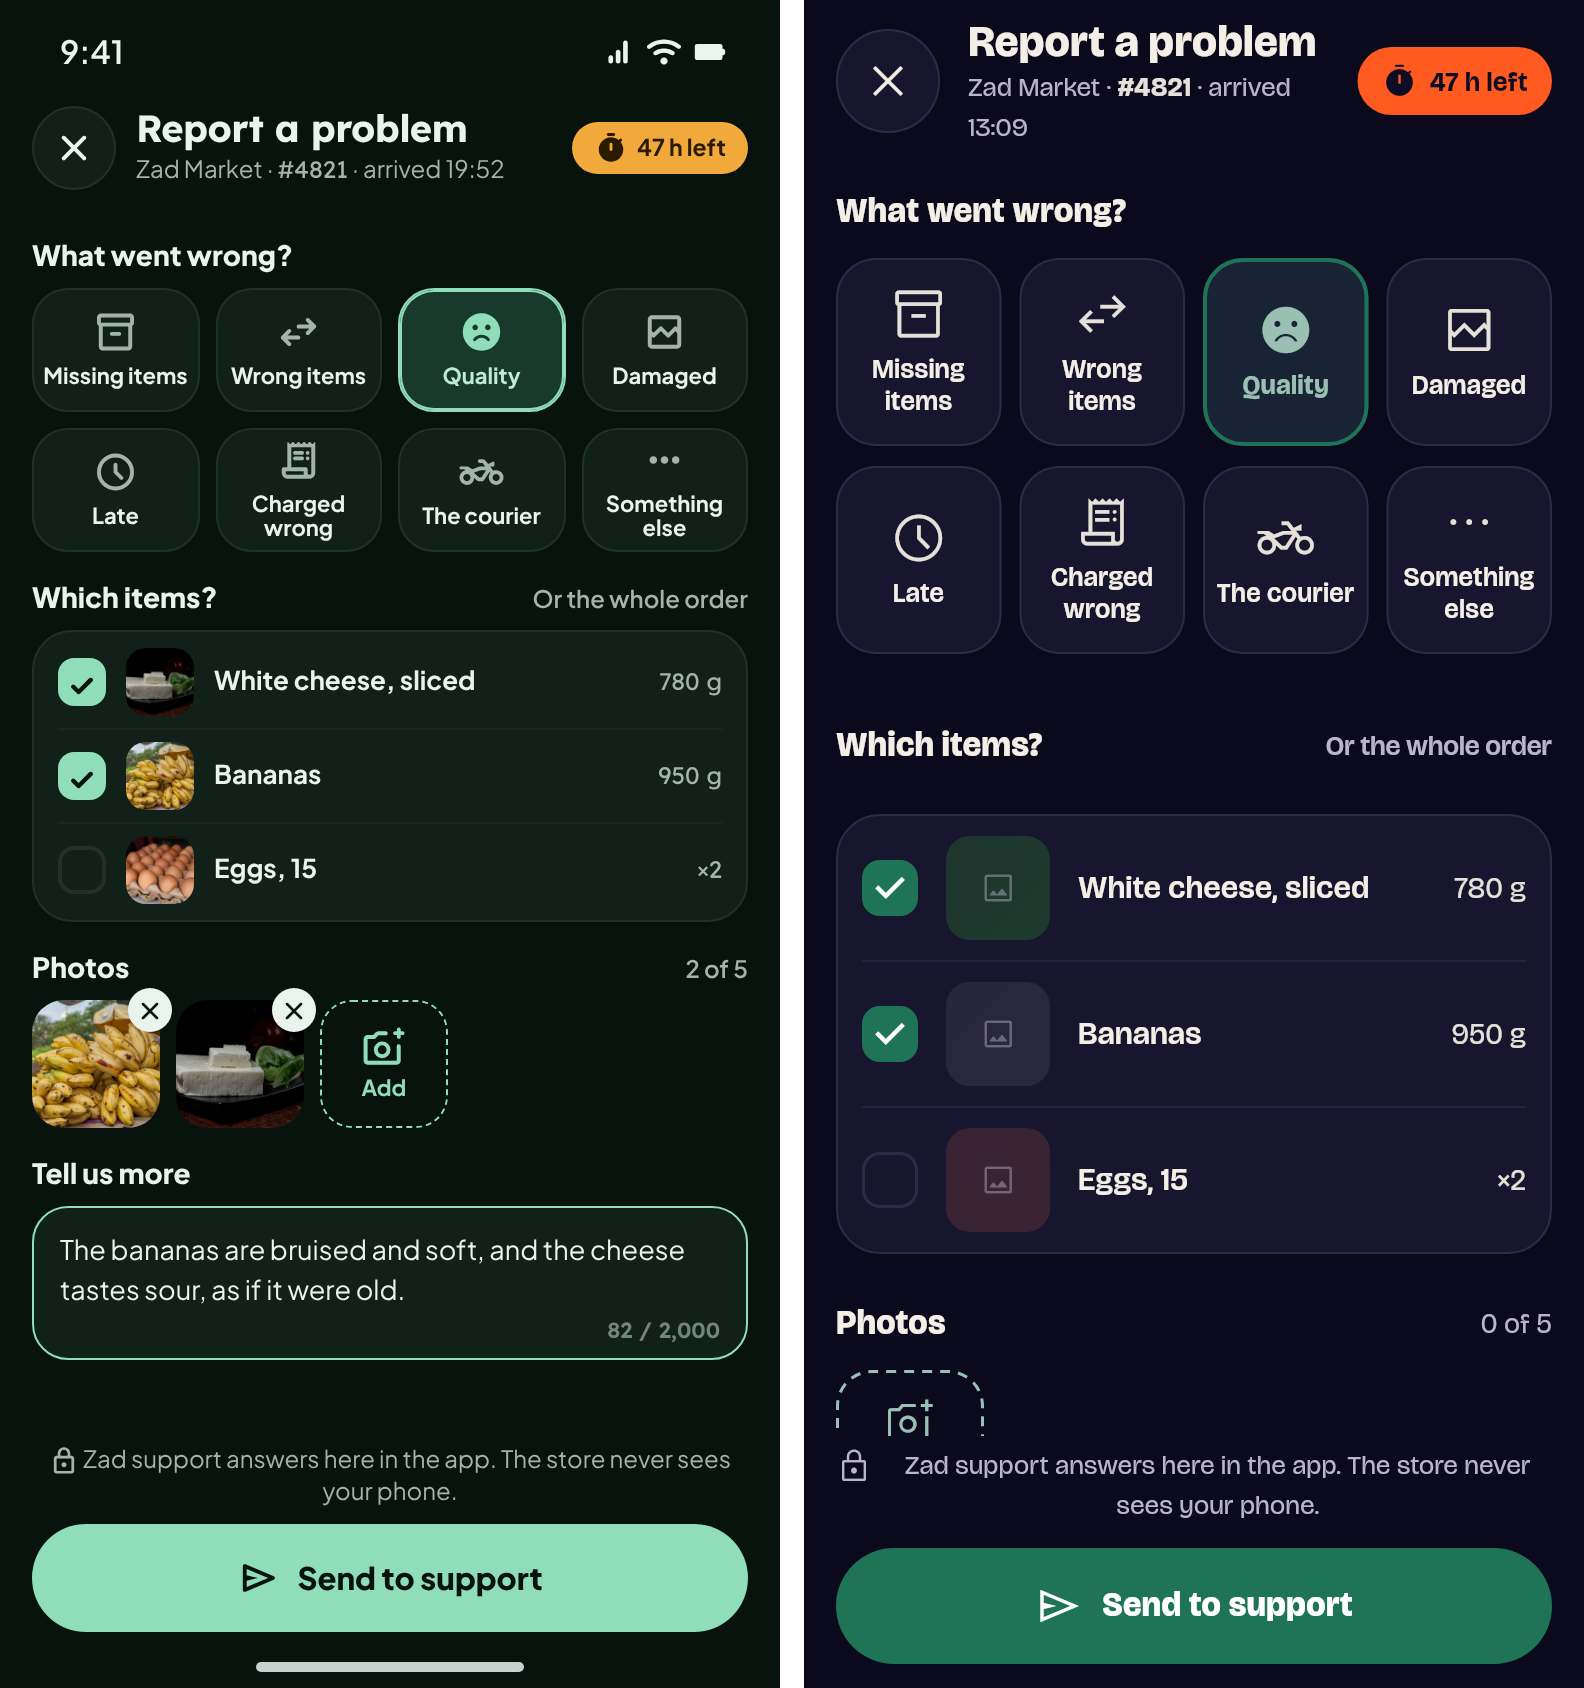 9:41
Report a problem
Zad Market · #4821 · arrived 19:52
47 h left
What went wrong?
Missing items
Wrong items
Quality
Damaged
Late
Charged
wrong
The courier
Something
else
Which items?
Or the whole order
White cheese, sliced
780 g
Bananas
950 g
Eggs, 15
×2
Photos
2 of 5
Add
Tell us more
The bananas are bruised and soft, and the cheese
tastes sour, as if it were old.
82 / 2,000
Zad support answers here in the app. The store never sees
your phone.
Send to support
Report a problem
Zad Market · #4821 · arrived
13:09
47 h left
What went wrong?
Missing
items
Wrong
items
Quality
Damaged
Late
Charged
wrong
The courier
Something
else
Which items?
Or the whole order
White cheese, sliced
780 g
Bananas
950 g
Eggs, 15
×2
Photos
0 of 5
Zad support answers here in the app. The store never
sees your phone.
Send to support